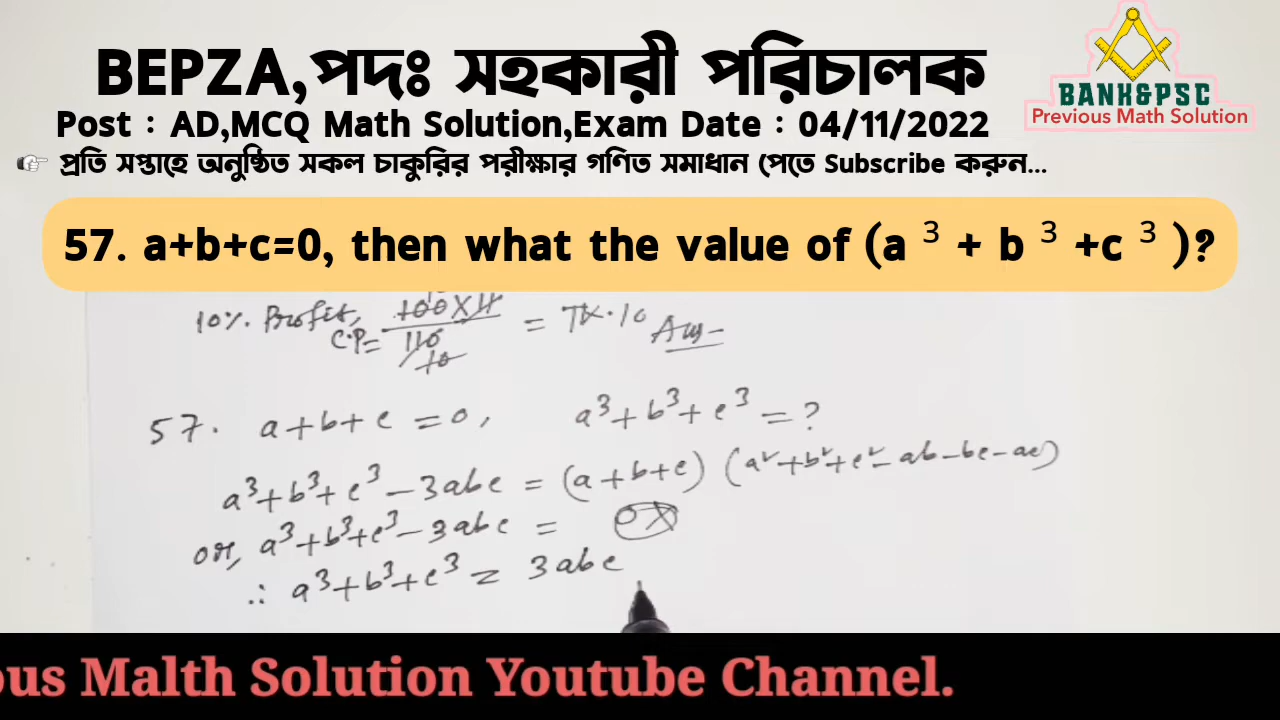 BEPZA,পদঃ সহকারী পরিচালক
Post : AD,MCQ Math Solution,Exam Date : 04/11/2022
BANK&PSC
Previous Math Solution
☞ প্রতি সপ্তাহে অনুষ্ঠিত সকল চাকুরির পরীক্ষার গণিত সমাধান পেতে Subscribe করুন...
57. a+b+c=0, then what the value of (a ³ + b ³ +c ³ )?
10%. Profit,
C.P = 100×11 / 110 = Tk. 10 Ans
57. a+b+c = 0, a³+b³+c³ = ?
a³+b³+c³-3abc = (a+b+c) (a²+b²+c²-ab-bc-ac)
or, a³+b³+c³-3abc = 0×
∴ a³+b³+c³ = 3abc
ous Malth Solution Youtube Channel.